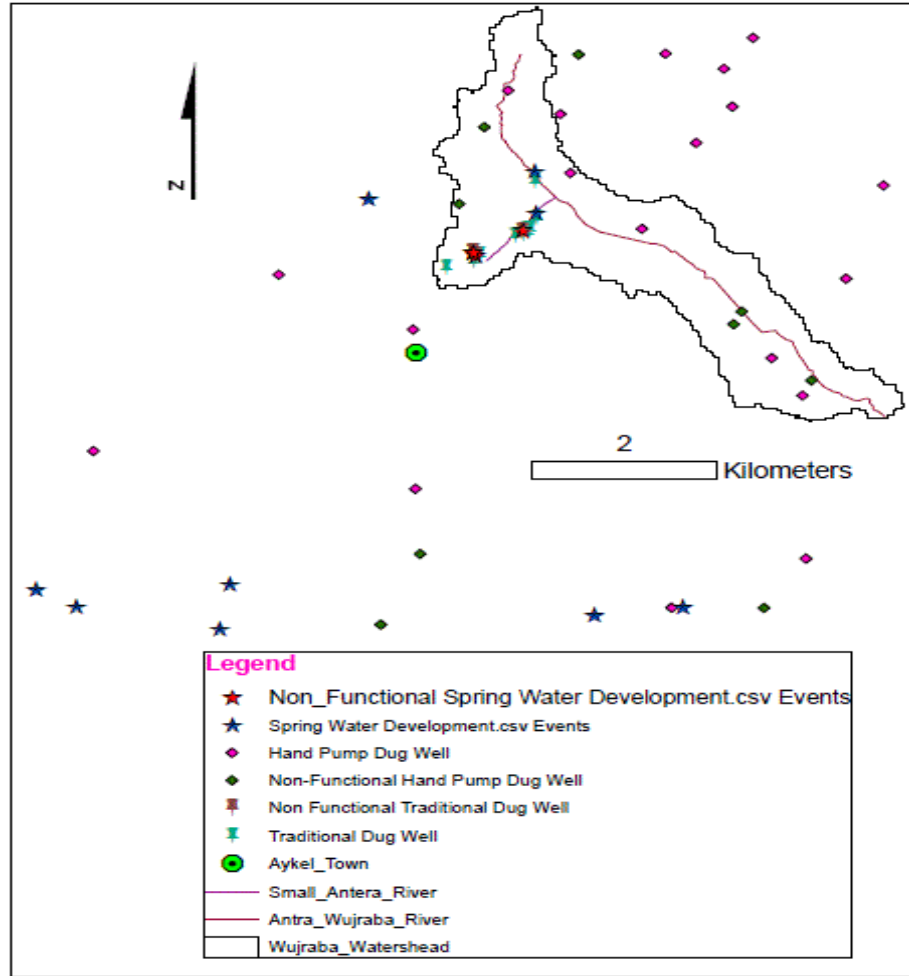 N
2
Kilometers
Legend
Non_Functional Spring Water Development.csv Events
Spring Water Development.csv Events
Hand Pump Dug Well
Non-Functional Hand Pump Dug Well
Non Functional Traditional Dug Well
Traditional Dug Well
Aykel_Town
Small_Antera_River
Antra_Wujraba_River
Wujraba_Watershead